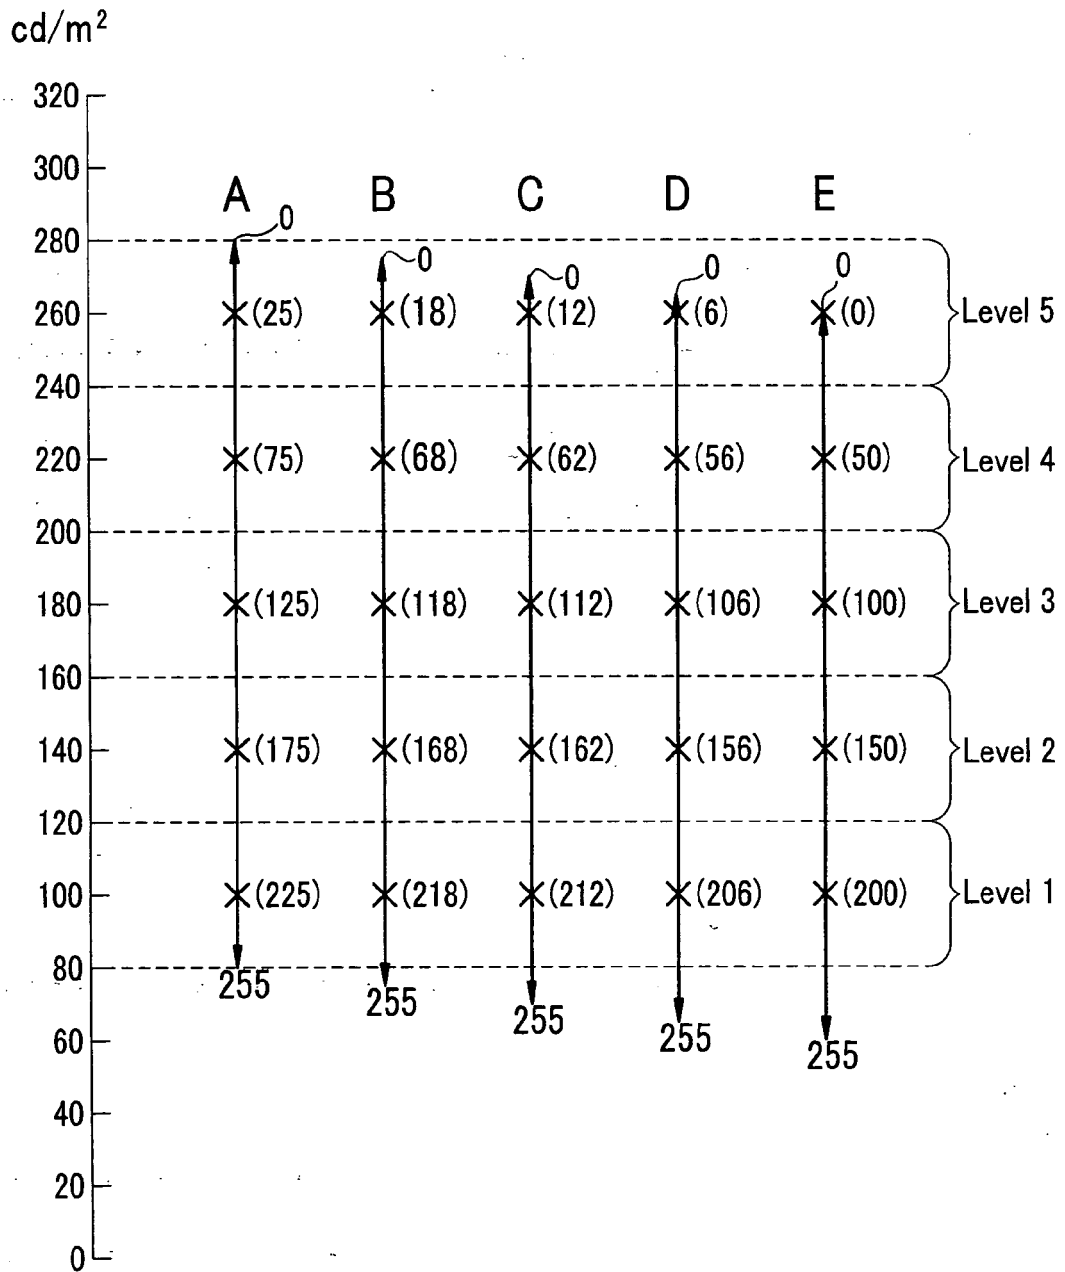 cd/m²
320
300
A B C D E
0
280
0 0 0 0
260 (25) (18) (12) (6) (0) Level 5
240
220 (75) (68) (62) (56) (50) Level 4
200
180 (125) (118) (112) (106) (100) Level 3
160
140 (175) (168) (162) (156) (150) Level 2
120
100 (225) (218) (212) (206) (200) Level 1
80
255 255 255 255 255
60
40
20
0